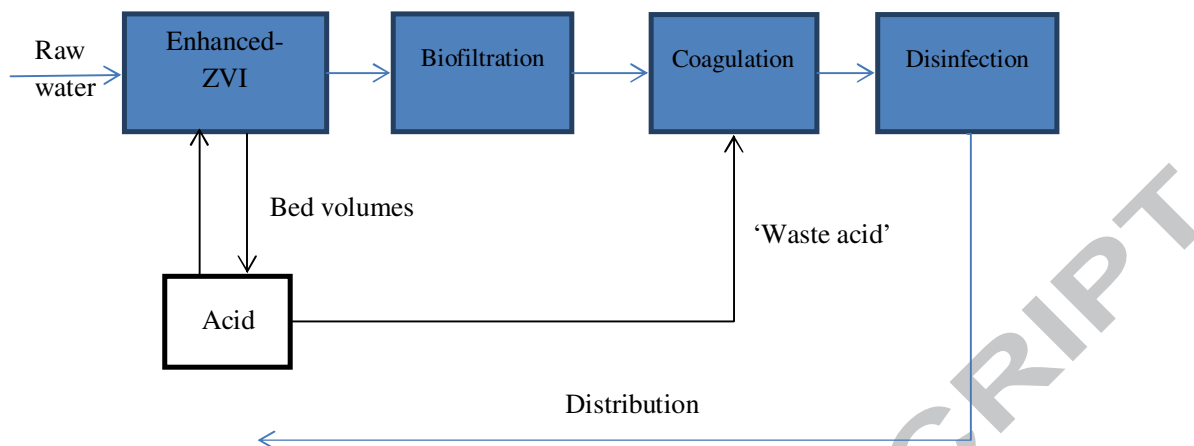 Raw
water
Enhanced-
ZVI
Biofiltration
Coagulation
Disinfection
Bed volumes
‘Waste acid’
Acid
Distribution
CRIPT